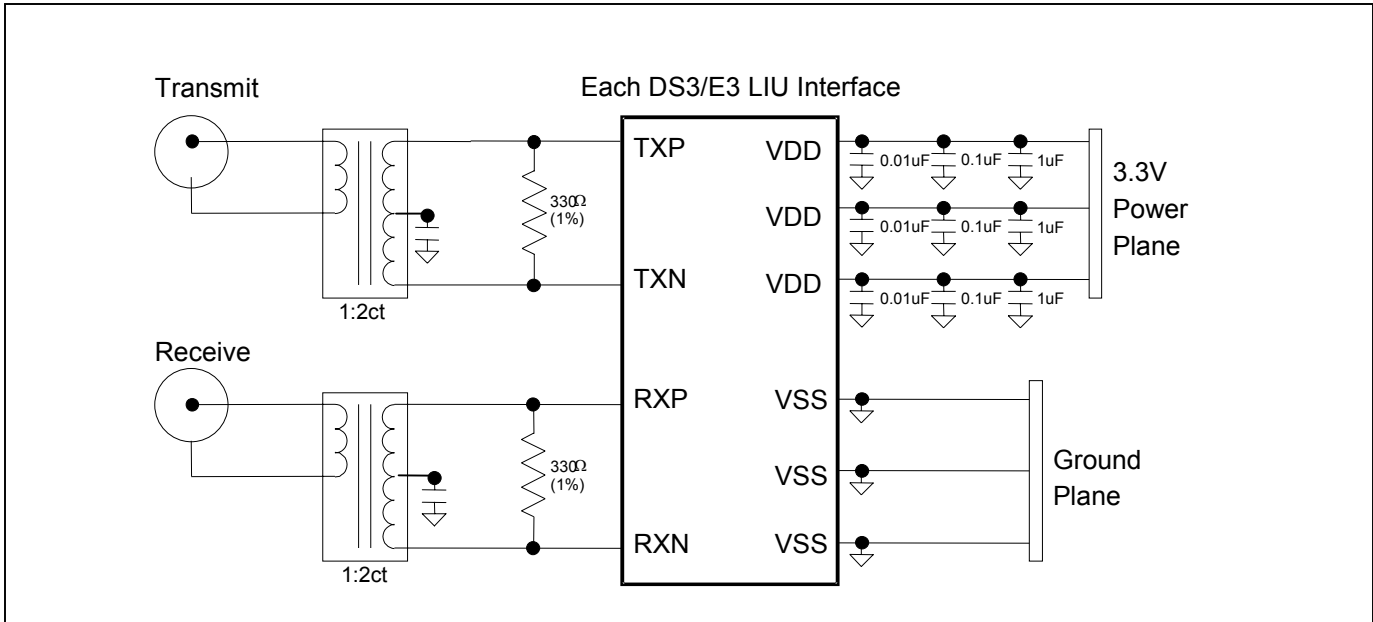 Transmit
Each DS3/E3 LIU Interface
TXP
VDD
0.01uF
0.1uF
1uF
3.3V
Power
Plane
330Ω
(1%)
VDD
0.01uF
0.1uF
1uF
TXN
VDD
0.01uF
0.1uF
1uF
1:2ct
Receive
RXP
VSS
330Ω
(1%)
VSS
Ground
Plane
RXN
VSS
1:2ct